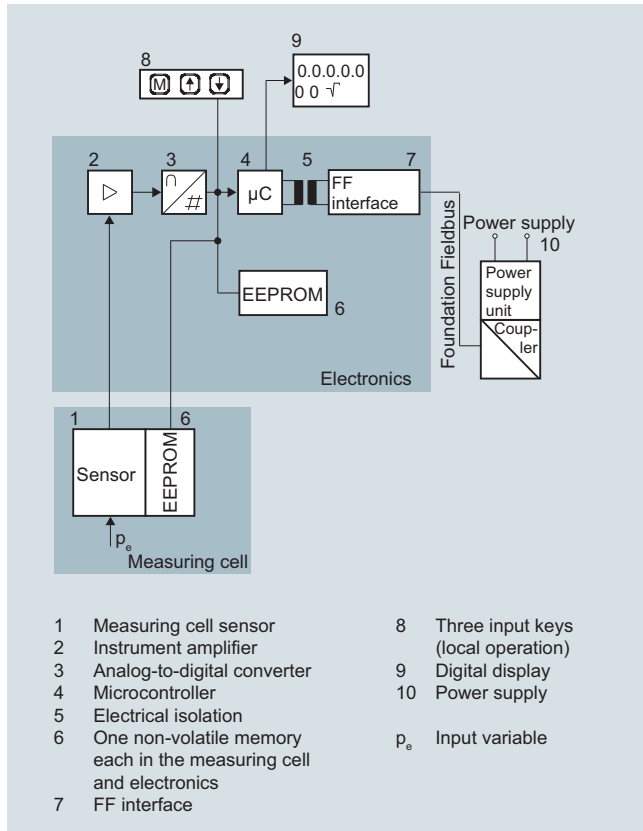 8
9
M
0.0.0.0.0
0 0 √
2
3
4
5
7
∩
#
µC
FF
interface
Foundation Fieldbus
Power supply
10
Power
supply
unit
Coup-
ler
EEPROM
6
Electronics
1
6
Sensor
EEPROM
pe
Measuring cell
1 Measuring cell sensor
2 Instrument amplifier
3 Analog-to-digital converter
4 Microcontroller
5 Electrical isolation
6 One non-volatile memory
each in the measuring cell
and electronics
7 FF interface
8 Three input keys
(local operation)
9 Digital display
10 Power supply
pe Input variable